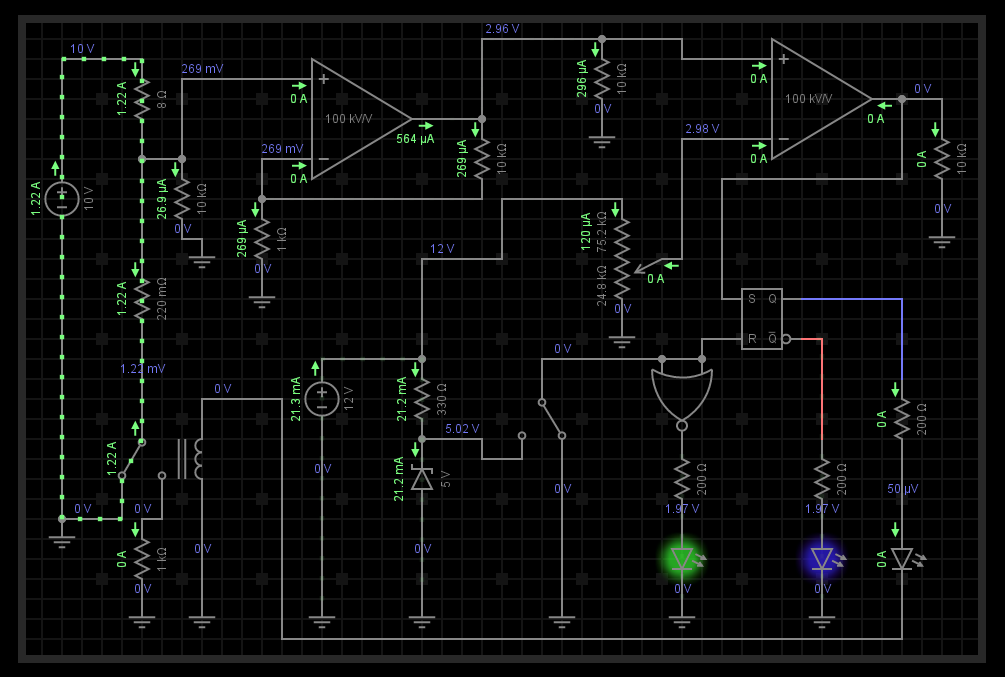 10 V
1.22 A
8 Ω
269 mV
+
0 A
100 kV/V
564 µA
269 mV
−
0 A
2.96 V
296 µA
10 kΩ
0 V
+
0 A
100 kV/V
2.98 V
−
0 A
0 V
0 A
0 A
10 kΩ
0 V
1.22 A
+
−
10 V
26.9 µA
10 kΩ
0 V
269 µA
10 kΩ
269 µA
1 kΩ
0 V
12 V
120 µA
75.2 kΩ
24.8 kΩ
0 A
0 V
1.22 A
220 mΩ
1.22 mV
0 V
S
Q
R
Q
0 V
21.3 mA
+
−
12 V
21.2 mA
330 Ω
5.02 V
0 A
200 Ω
1.22 A
0 V
0 V
0 V
21.2 mA
5 V
0 V
200 Ω
1.97 V
200 Ω
1.97 V
50 µV
0 A
1 kΩ
0 V
0 V
0 V
0 V
0 V
0 A